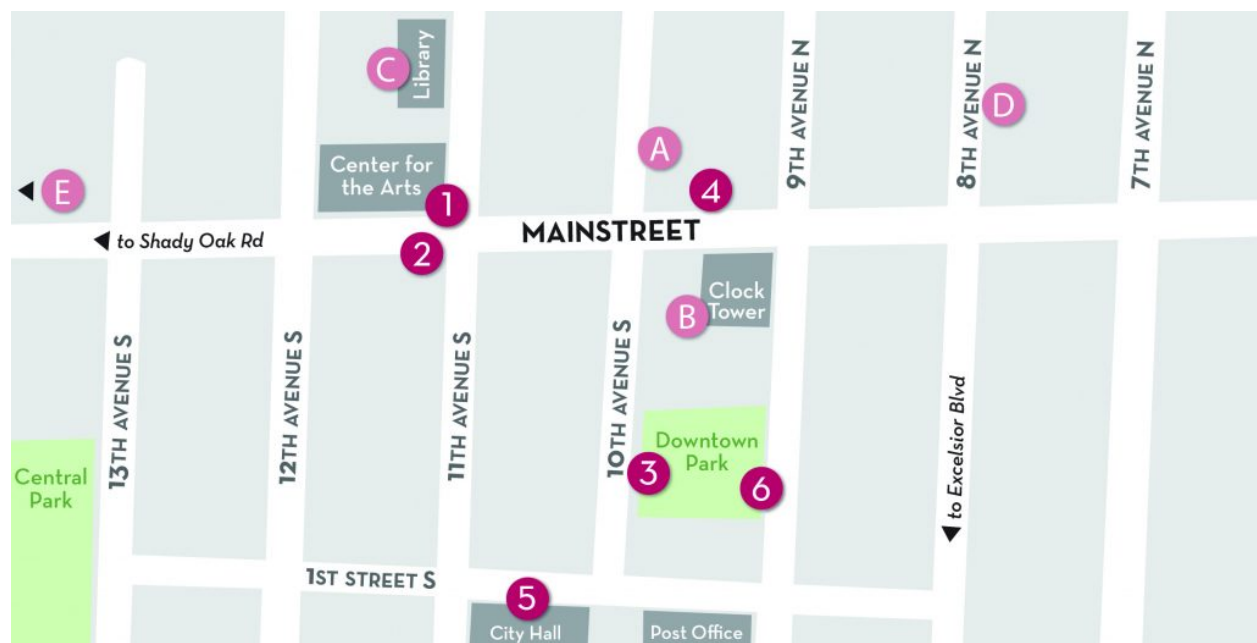 C
Library
Center for
the Arts
1
2
E
to Shady Oak Rd
MAINSTREET
A
4
9TH AVENUE N
8TH AVENUE N
D
7TH AVENUE N
Clock
Tower
B
13TH AVENUE S
12TH AVENUE S
11TH AVENUE S
10TH AVENUE S
Central
Park
Downtown
Park
3
6
to Excelsior Blvd
1ST STREET S
5
City Hall
Post Office